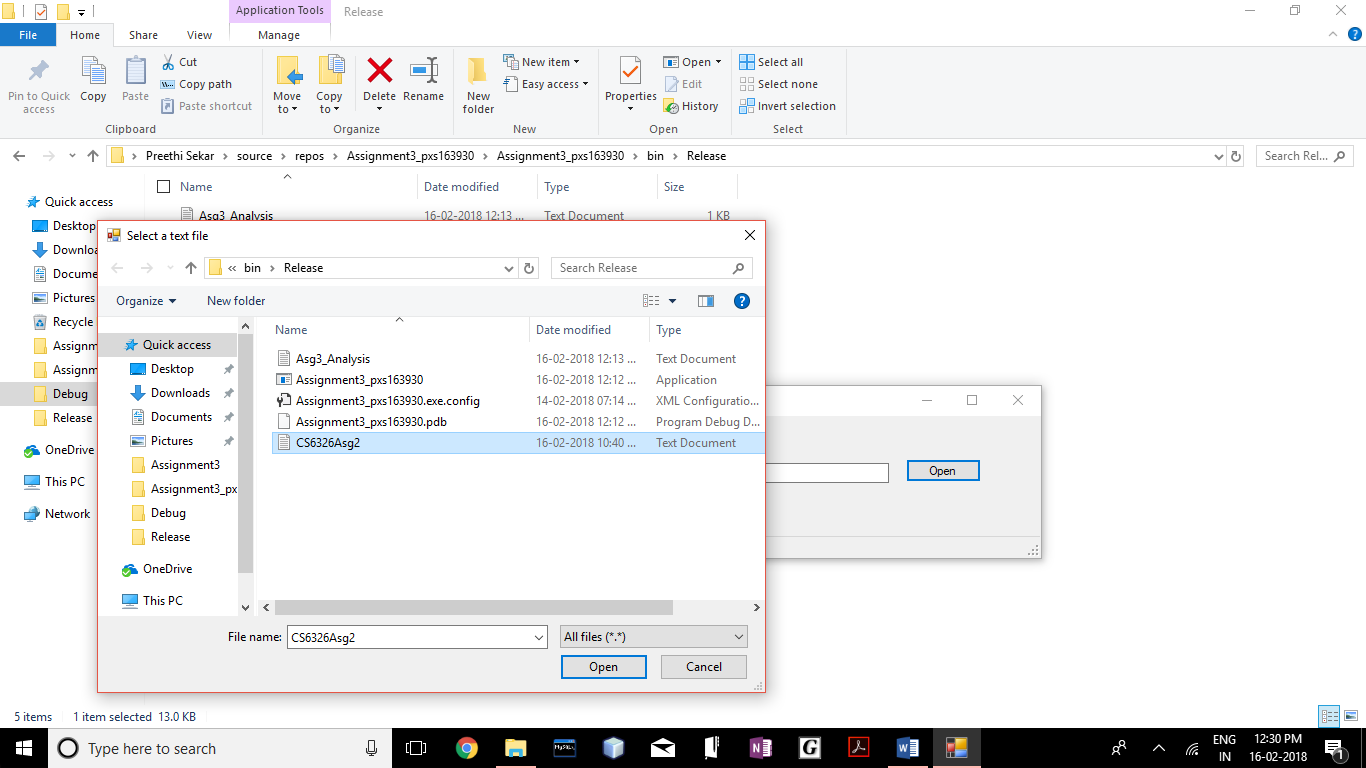 Application Tools Release
File Home Share View Manage
Pin to Quick access
Copy
Paste
Cut
Copy path
Paste shortcut
Clipboard
Move to
Copy to
Delete
Rename
Organize
New folder
New item
Easy access
New
Properties
Open
Edit
History
Open
Select all
Select none
Invert selection
Select
Preethi Sekar source repos Assignment3_pxs163930 Assignment3_pxs163930 bin Release
Search Rel...
Name Date modified Type Size
Quick access
Desktop
Downloa
Docume
Pictures
Recycle
Assignm
Assignm
Debug
Release
OneDrive
This PC
Network
Asg3_Analysis 16-02-2018 12:13 ... Text Document 1 KB
Select a text file
« bin Release
Search Release
Organize New folder
Name Date modified Type
Quick access
Desktop
Downloads
Documents
Pictures
Assignment3
Assignment3_px
Debug
Release
OneDrive
This PC
Asg3_Analysis 16-02-2018 12:13 ... Text Document
Assignment3_pxs163930 16-02-2018 12:12 ... Application
Assignment3_pxs163930.exe.config 14-02-2018 07:14 ... XML Configuratio...
Assignment3_pxs163930.pdb 16-02-2018 12:12 ... Program Debug D...
CS6326Asg2 16-02-2018 10:40 ... Text Document
File name: CS6326Asg2 All files (*.*)
Open Cancel
Open
5 items 1 item selected 13.0 KB
Type here to search
MySQL
ENG
IN
12:30 PM
16-02-2018
1